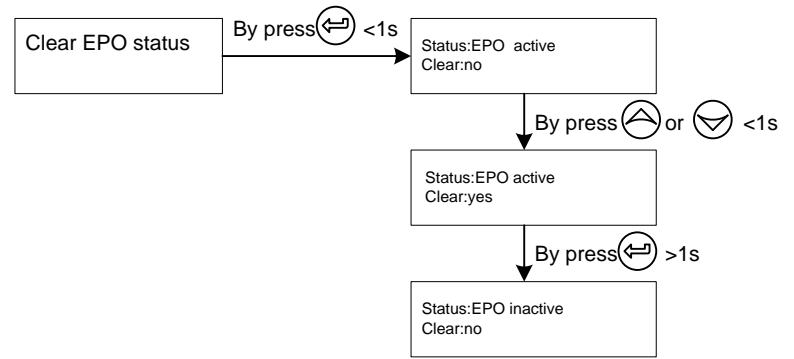 Clear EPO status
By press <1s
Status:EPO active
Clear:no
By press or <1s
Status:EPO active
Clear:yes
By press >1s
Status:EPO inactive
Clear:no